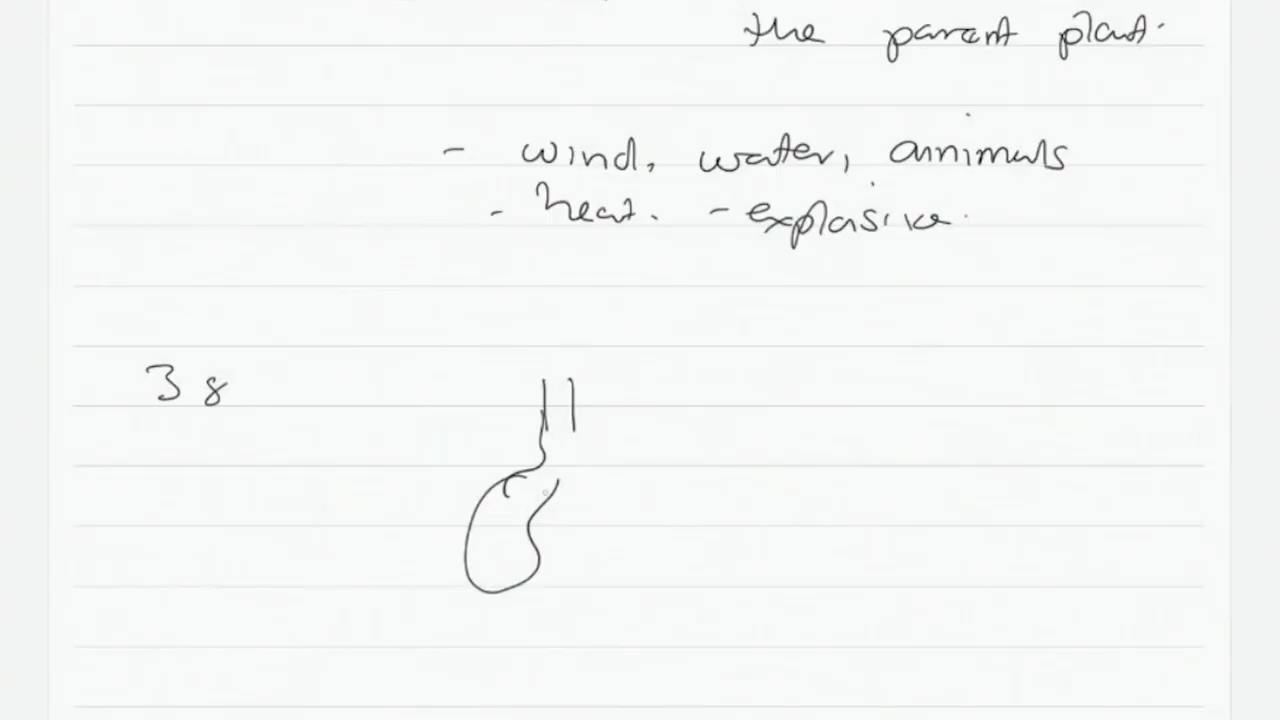 the parent plant.
- wind, water, animals
- heat. - explosive.
38